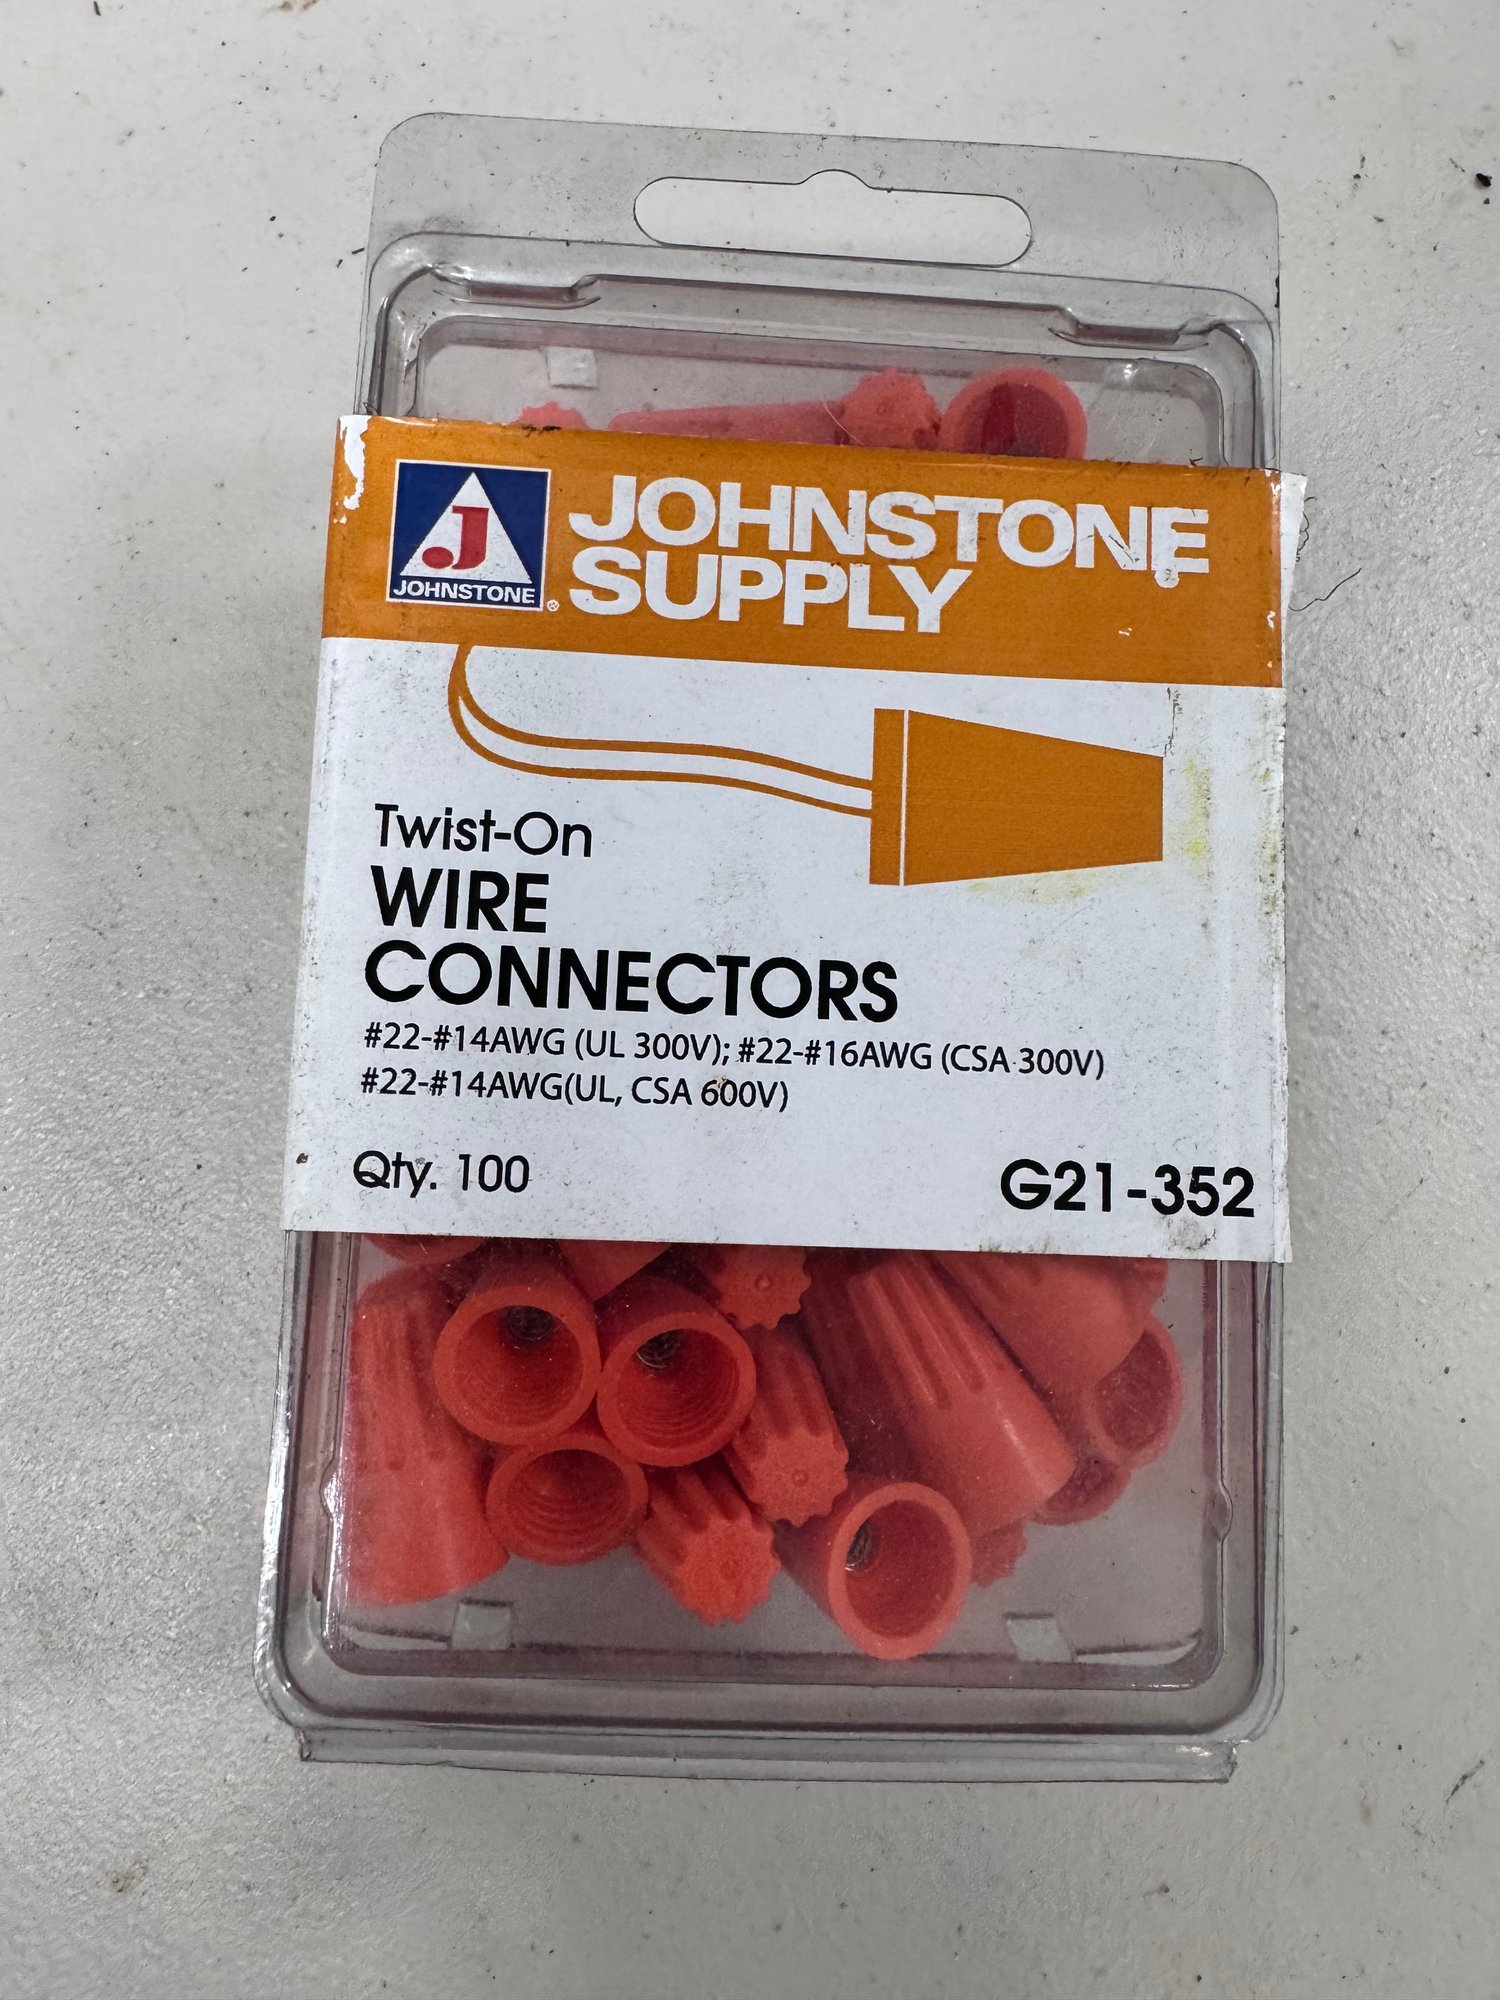 J
JOHNSTONE
®
JOHNSTONE
SUPPLY
Twist-On
WIRE
CONNECTORS
#22-#14AWG (UL 300V); #22-#16AWG (CSA 300V)
#22-#14AWG(UL, CSA 600V)
Qty. 100
G21-352